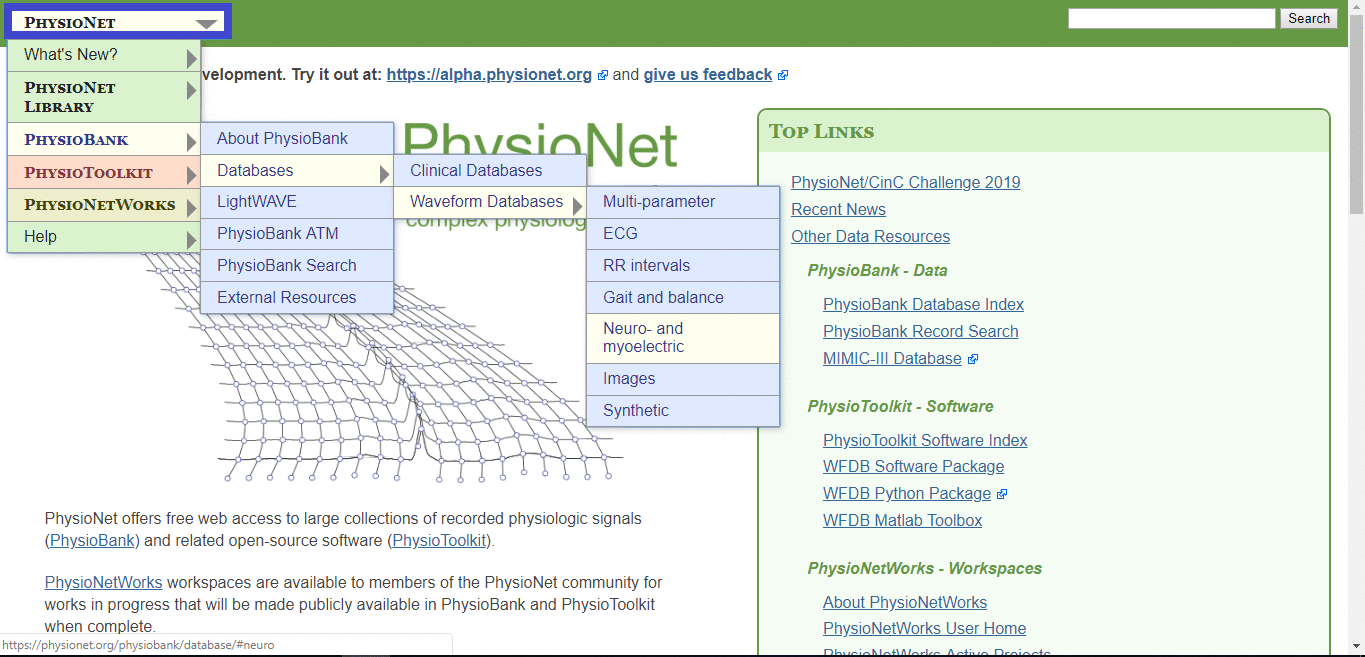 PhysioNet
Search
What's New?
PhysioNet
Library
PhysioBank
PhysioToolkit
PhysioNetWorks
Help
velopment. Try it out at: https://alpha.physionet.org and give us feedback
About PhysioBank
Databases
LightWAVE
PhysioBank ATM
PhysioBank Search
External Resources
Clinical Databases
Waveform Databases
Multi-parameter
ECG
RR intervals
Gait and balance
Neuro- and
myoelectric
Images
Synthetic
PhysioNet
complex physiolog
PhysioNet offers free web access to large collections of recorded physiologic signals
(PhysioBank) and related open-source software (PhysioToolkit).
PhysioNetWorks workspaces are available to members of the PhysioNet community for
works in progress that will be made publicly available in PhysioBank and PhysioToolkit
when complete.
https://physionet.org/physiobank/database/#neuro
Top Links
PhysioNet/CinC Challenge 2019
Recent News
Other Data Resources
PhysioBank - Data
PhysioBank Database Index
PhysioBank Record Search
MIMIC-III Database
PhysioToolkit - Software
PhysioToolkit Software Index
WFDB Software Package
WFDB Python Package
WFDB Matlab Toolbox
PhysioNetWorks - Workspaces
About PhysioNetWorks
PhysioNetWorks User Home
PhysioNetWorks Active Projects